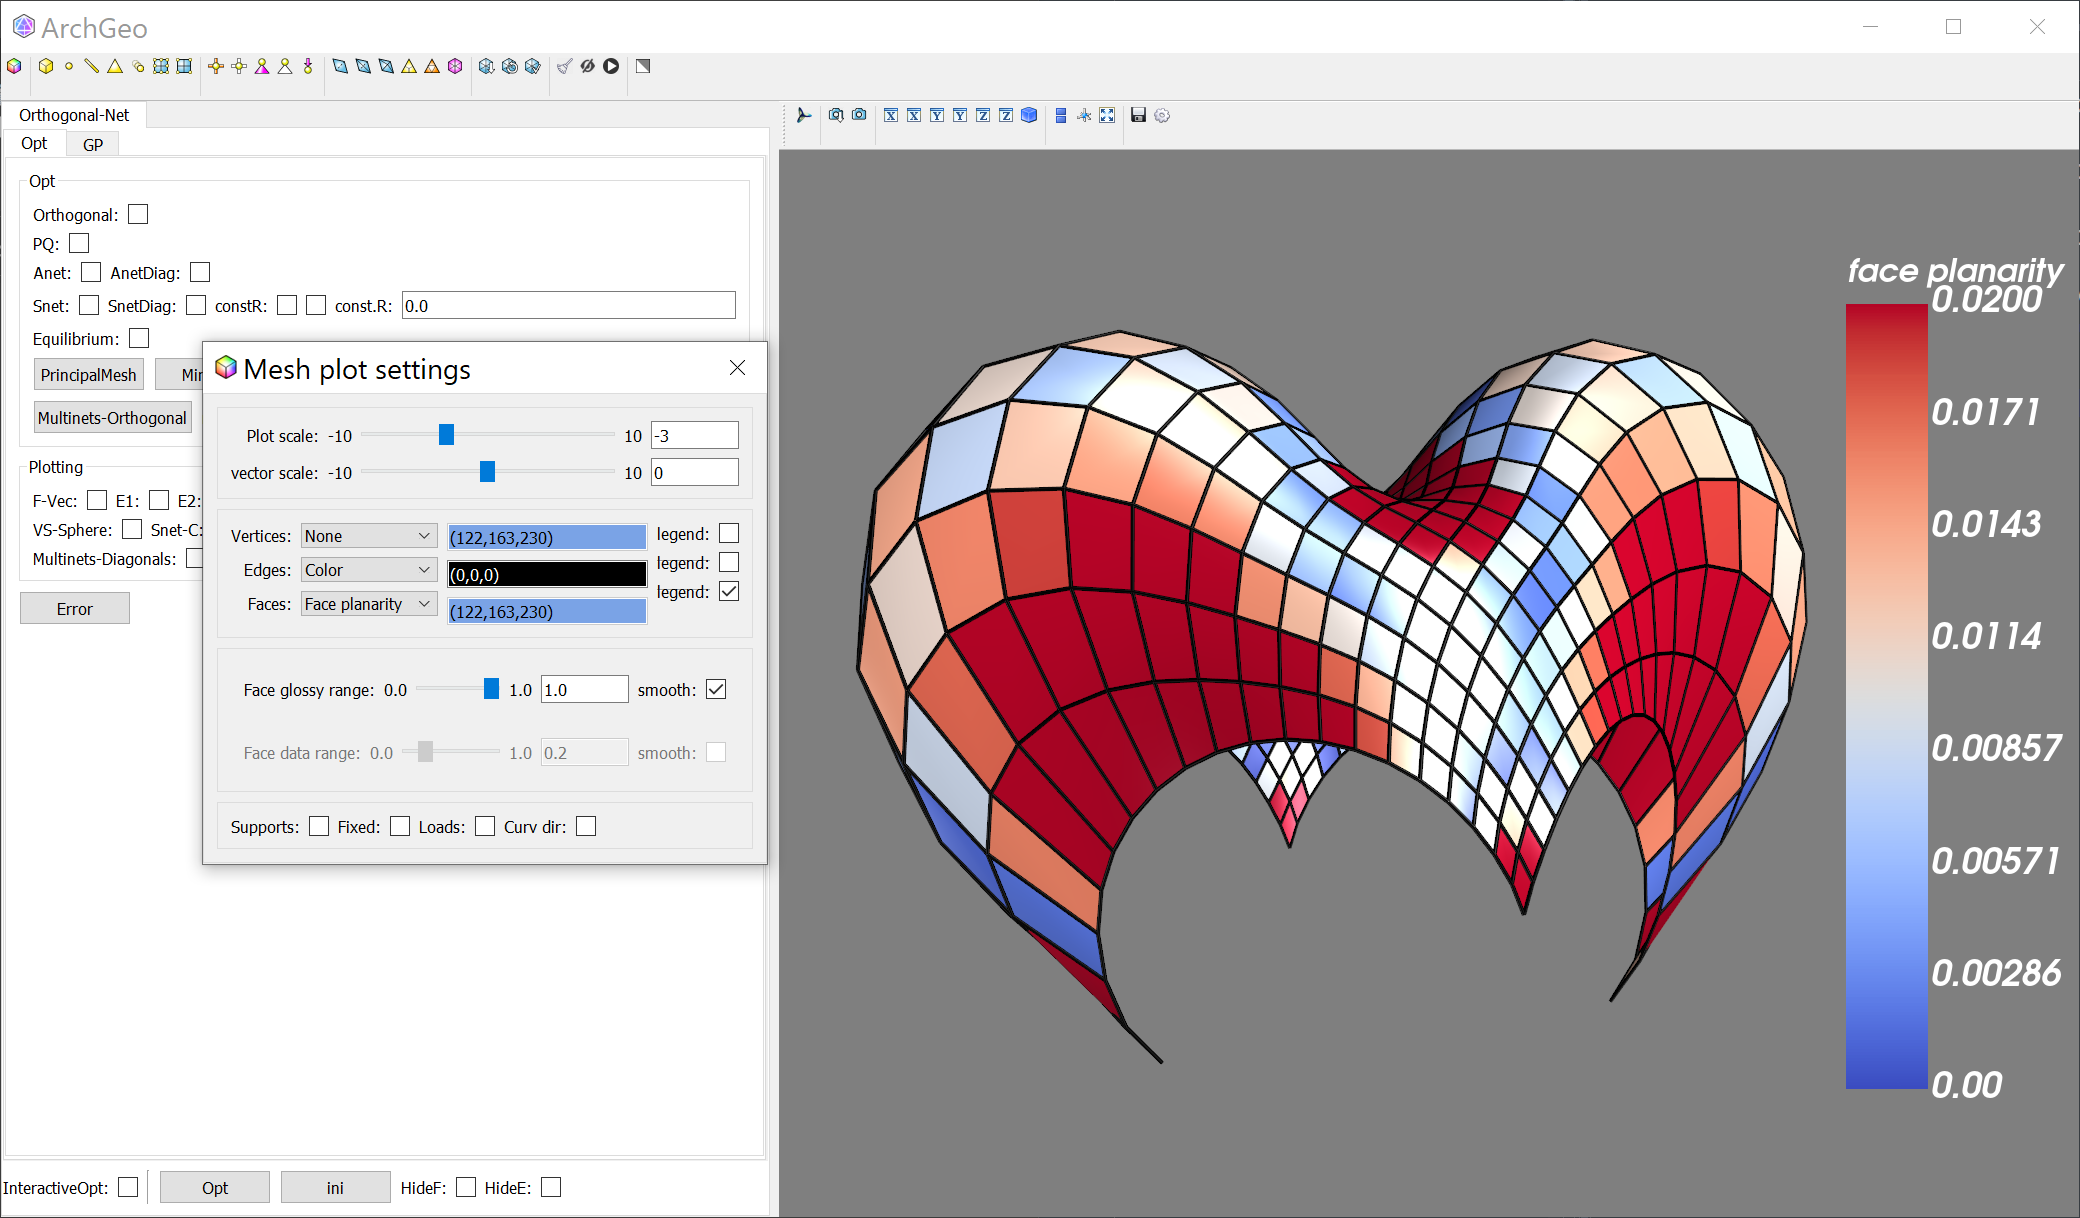 ArchGeo
Orthogonal-Net
Opt GP
Opt
Orthogonal:
PQ:
Anet: AnetDiag:
Snet: SnetDiag: constR: const.R: 0.0
Equilibrium:
PrincipalMesh
Multinets-Orthogonal
Plotting
F-Vec: E1: E2:
VS-Sphere: Snet-C:
Multinets-Diagonals:
Error
InteractiveOpt: Opt ini HideF: HideE:
Mesh plot settings
Plot scale: -10 10 -3
vector scale: -10 10 0
Vertices: None (122,163,230) legend:
Edges: Color (0,0,0) legend:
Faces: Face planarity (122,163,230) legend:
Face glossy range: 0.0 1.0 1.0 smooth:
Face data range: 0.0 1.0 0.2 smooth:
Supports: Fixed: Loads: Curv dir:
X X Y Y Z Z
face planarity
0.0200
0.0171
0.0143
0.0114
0.00857
0.00571
0.00286
0.00